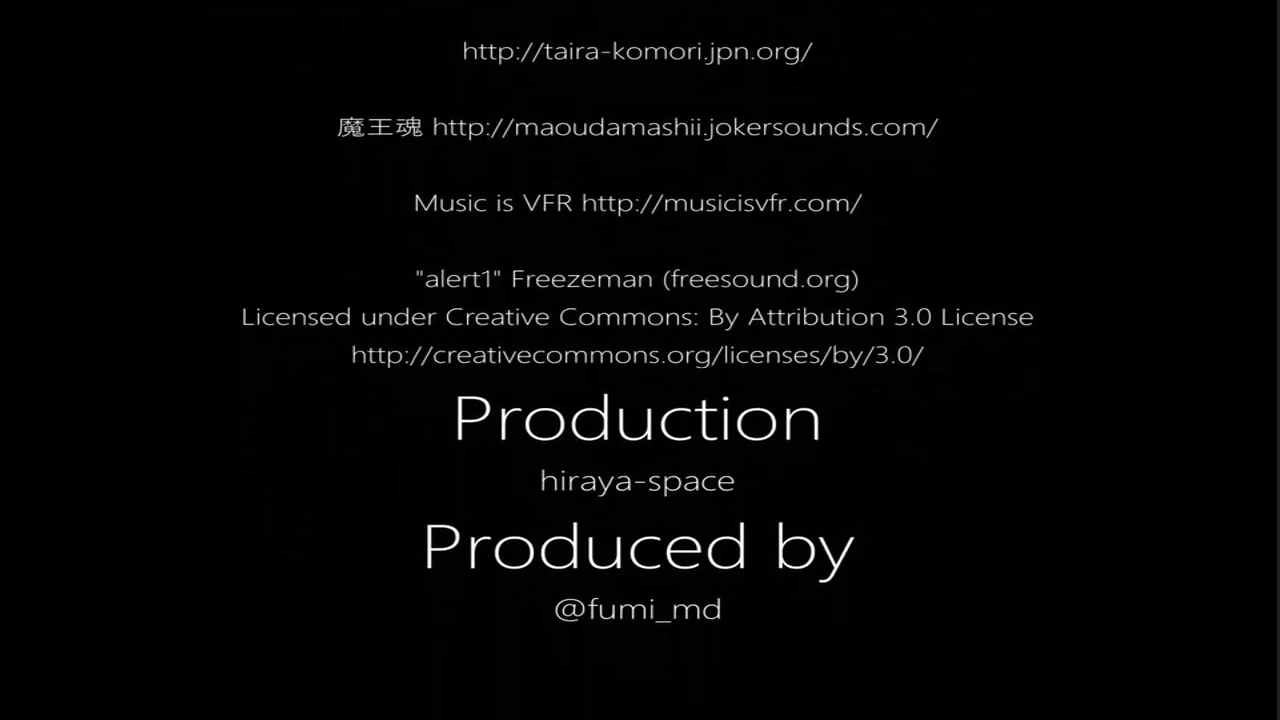 http://taira-komori.jpn.org/
魔王魂 http://maoudamashii.jokersounds.com/
Music is VFR http://musicisvfr.com/
"alert1" Freezeman (freesound.org)
Licensed under Creative Commons: By Attribution 3.0 License
http://creativecommons.org/licenses/by/3.0/
Production
hiraya-space
Produced by
@fumi_md